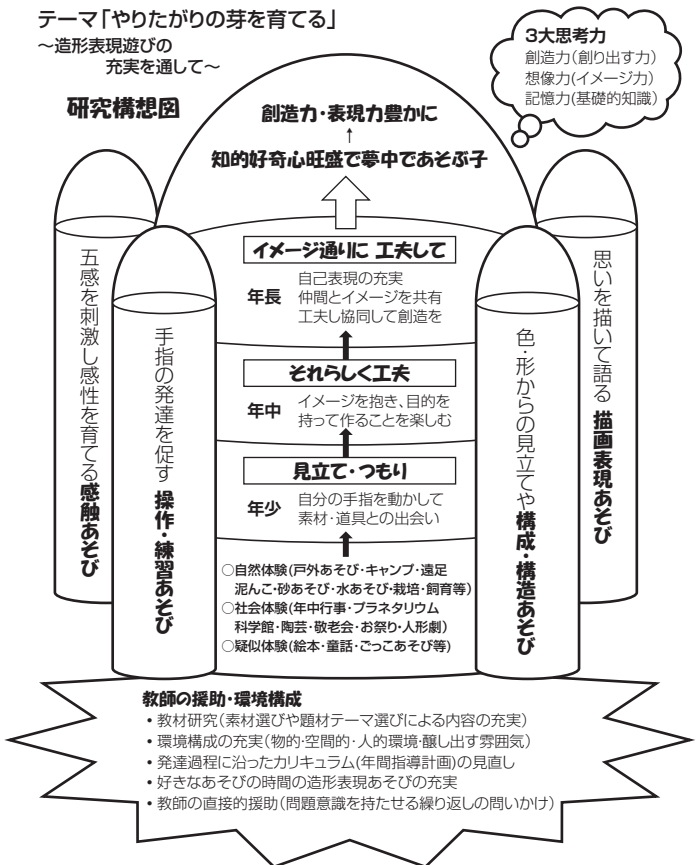 テーマ「やりたがりの芽を育てる」
～造形表現遊びの
充実を通して～
研究構想図
3大思考力
創造力(創り出す力)
想像力(イメージ力)
記憶力(基礎的知識)
創造力・表現力豊かに
↑
知的好奇心旺盛で夢中であそぶ子
五感を刺激し感性を育てる感触あそび
手指の発達を促す 操作・練習あそび
イメージ通りに 工夫して
年長
自己表現の充実
仲間とイメージを共有
工夫し協同して創造を
それらしく工夫
年中
イメージを抱き、目的を
持って作ることを楽しむ
見立て・つもり
年少
自分の手指を動かして
素材・道具との出会い
○自然体験(戸外あそび・キャンプ・遠足
泥んこ・砂あそび・水あそび・栽培・飼育等)
○社会体験(年中行事・プラネタリウム
科学館・陶芸・敬老会・お祭り・人形劇)
○疑似体験(絵本・童話・ごっこあそび等)
色・形からの見立てや構成・構造あそび
思いを描いて語る 描画表現あそび
教師の援助・環境構成
・教材研究(素材選びや題材テーマ選びによる内容の充実)
・環境構成の充実(物的・空間的・人的環境・醸し出す雰囲気)
・発達過程に沿ったカリキュラム(年間指導計画)の見直し
・好きなあそびの時間の造形表現あそびの充実
・教師の直接的援助(問題意識を持たせる繰り返しの問いかけ)